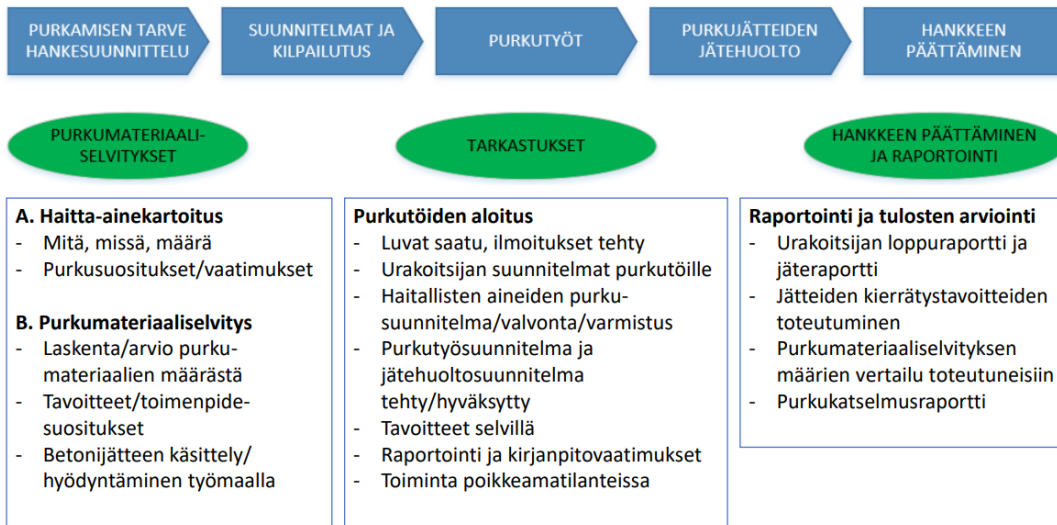 PURKAMISEN TARVE
HANKESUUNNITTELU
SUUNNITELMAT JA
KILPAILUTUS
PURKUTYÖT
PURKUJÄTTEIDEN
JÄTEHUOLTO
HANKKEEN
PÄÄTTÄMINEN
PURKUMATERIAALI-
SELVITYKSET
TARKASTUKSET
HANKKEEN PÄÄTTÄMINEN
JA RAPORTOINTI
A. Haitta-ainekartoitus
- Mitä, missä, määrä
- Purkusuositukset/vaatimukset
B. Purkumateriaaliselvitys
- Laskenta/arvio purku-
materiaalien määrästä
- Tavoitteet/toimenpide-
suositukset
- Betonijätteen käsittely/
hyödyntäminen työmaalla
Purkutöiden aloitus
- Luvat saatu, ilmoitukset tehty
- Urakoitsijan suunnitelmat purkutöille
- Haitallisten aineiden purku-
suunnitelma/valvonta/varmistus
- Purkutyösuunnitelma ja
jätehuoltosuunnitelma
tehty/hyväksytty
- Tavoitteet selvillä
- Raportointi ja kirjanpitovaatimukset
- Toiminta poikkeamatilanteissa
Raportointi ja tulosten arviointi
- Urakoitsijan loppuraportti ja
jäteraportti
- Jätteiden kierrätystavoitteiden
toteutuminen
- Purkumateriaaliselvityksen
määrien vertailu toteutuneisiin
- Purkukatselmusraportti